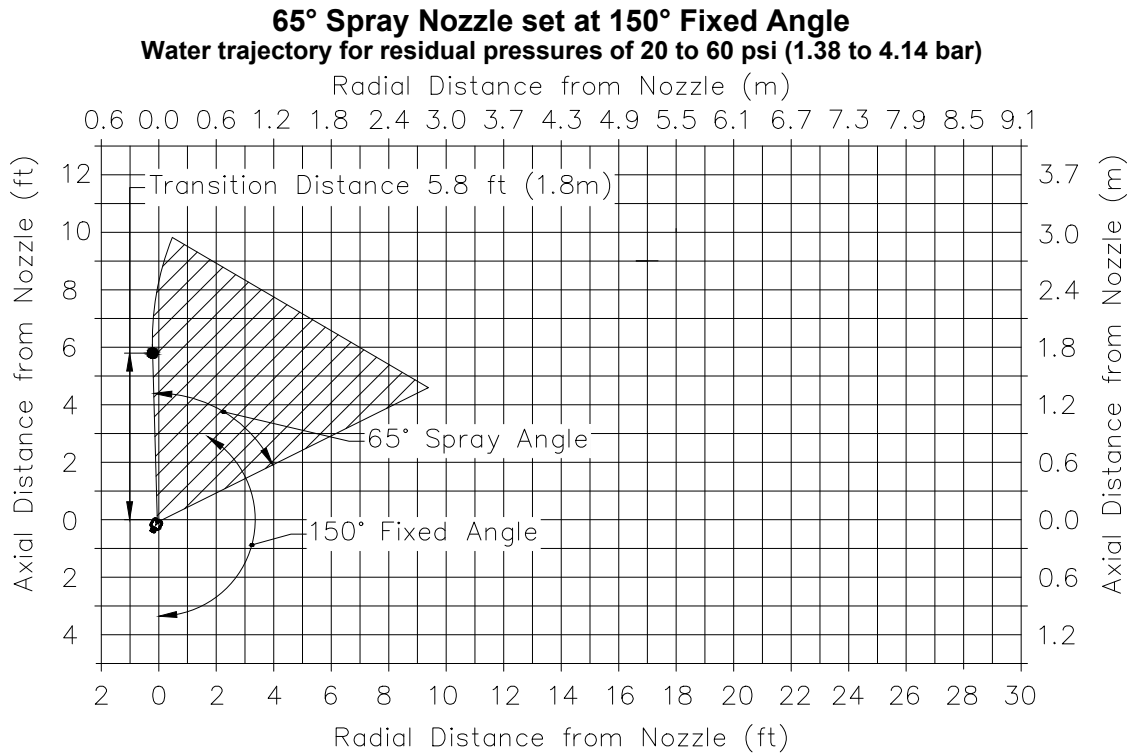 65° Spray Nozzle set at 150° Fixed Angle
Water trajectory for residual pressures of 20 to 60 psi (1.38 to 4.14 bar)
Radial Distance from Nozzle (m)
0.6 0.0 0.6 1.2 1.8 2.4 3.0 3.7 4.3 4.9 5.5 6.1 6.7 7.3 7.9 8.5 9.1
Axial Distance from Nozzle (ft)
12
10
8
6
4
2
0
2
4
Transition Distance 5.8 ft (1.8m)
65° Spray Angle
150° Fixed Angle
3.7
3.0
2.4
1.8
1.2
0.6
0.0
0.6
1.2
Axial Distance from Nozzle (m)
2 0 2 4 6 8 10 12 14 16 18 20 22 24 26 28 30
Radial Distance from Nozzle (ft)